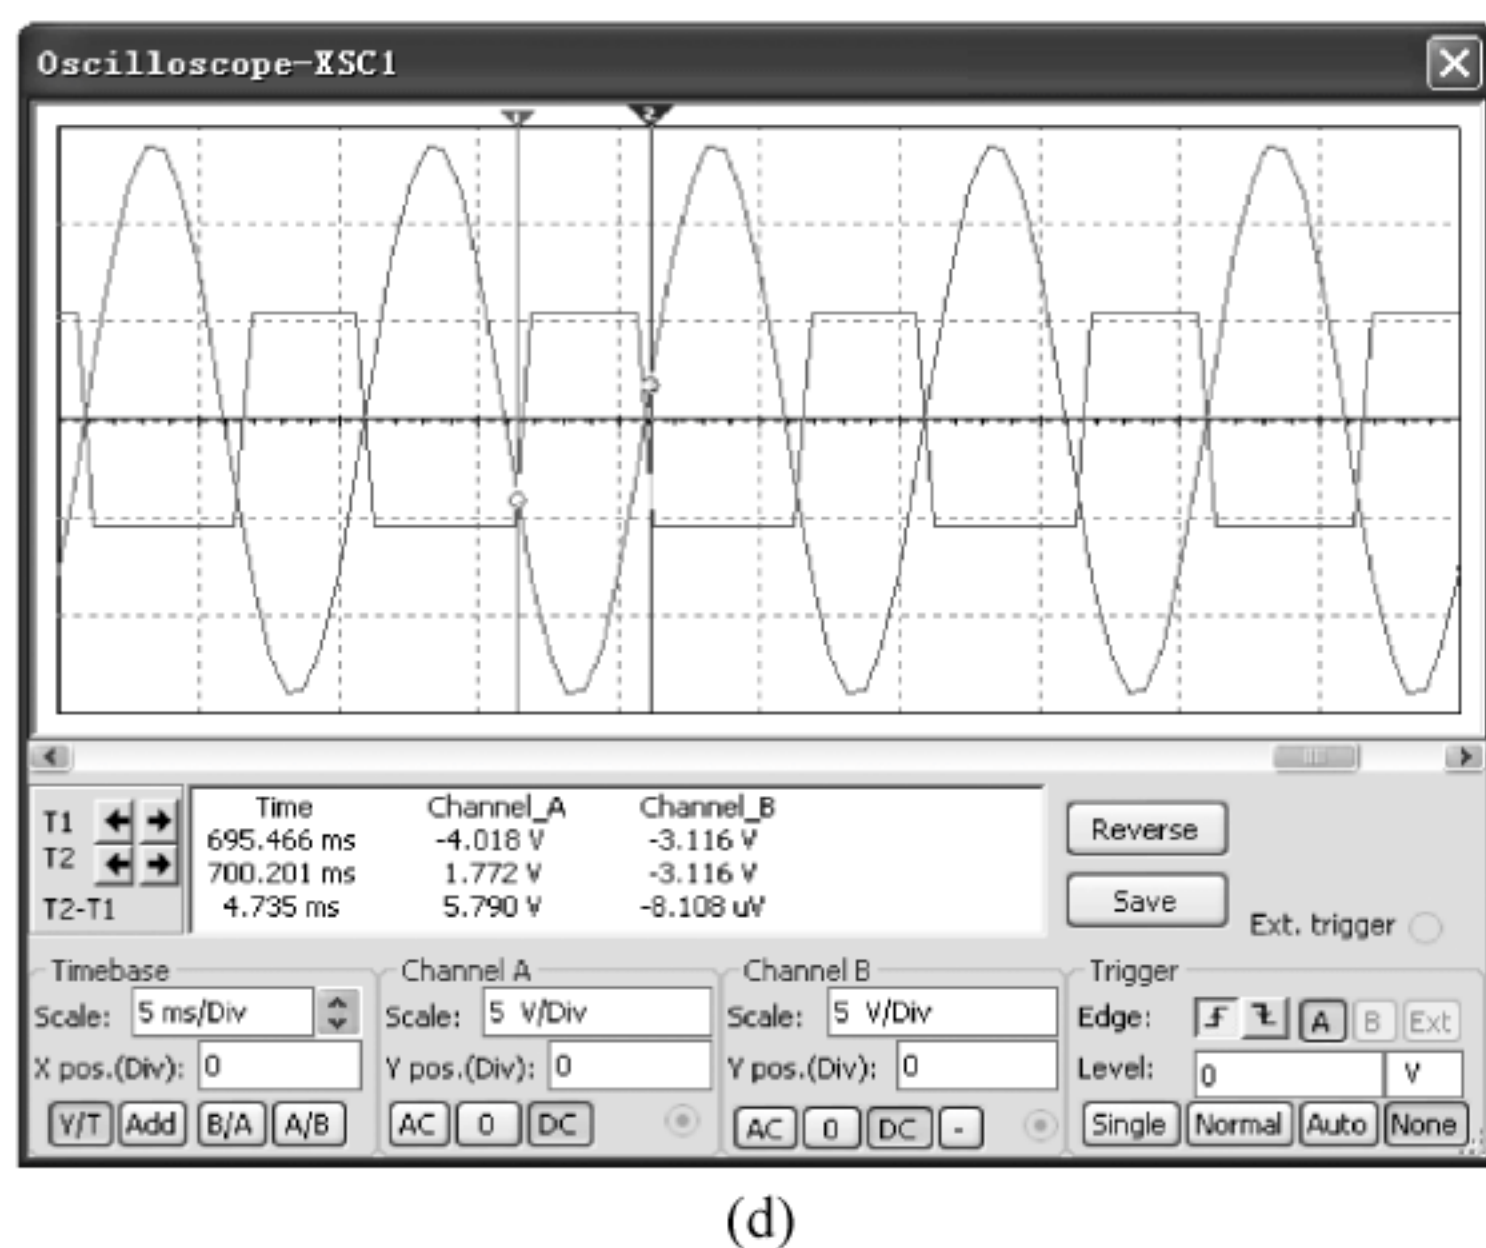 Oscilloscope-XSC1
1 2
Time Channel_A Channel_B
T1 695.466 ms -4.018 V -3.116 V
T2 700.201 ms 1.772 V -3.116 V
T2-T1 4.735 ms 5.790 V -8.108 uV
Reverse
Save
Ext. trigger
Timebase Channel A Channel B Trigger
Scale: 5 ms/Div Scale: 5 V/Div Scale: 5 V/Div Edge: A B Ext
X pos.(Div): 0 Y pos.(Div): 0 Y pos.(Div): 0 Level: 0 V
Y/T Add B/A A/B AC 0 DC AC 0 DC - Single Normal Auto None
(d)